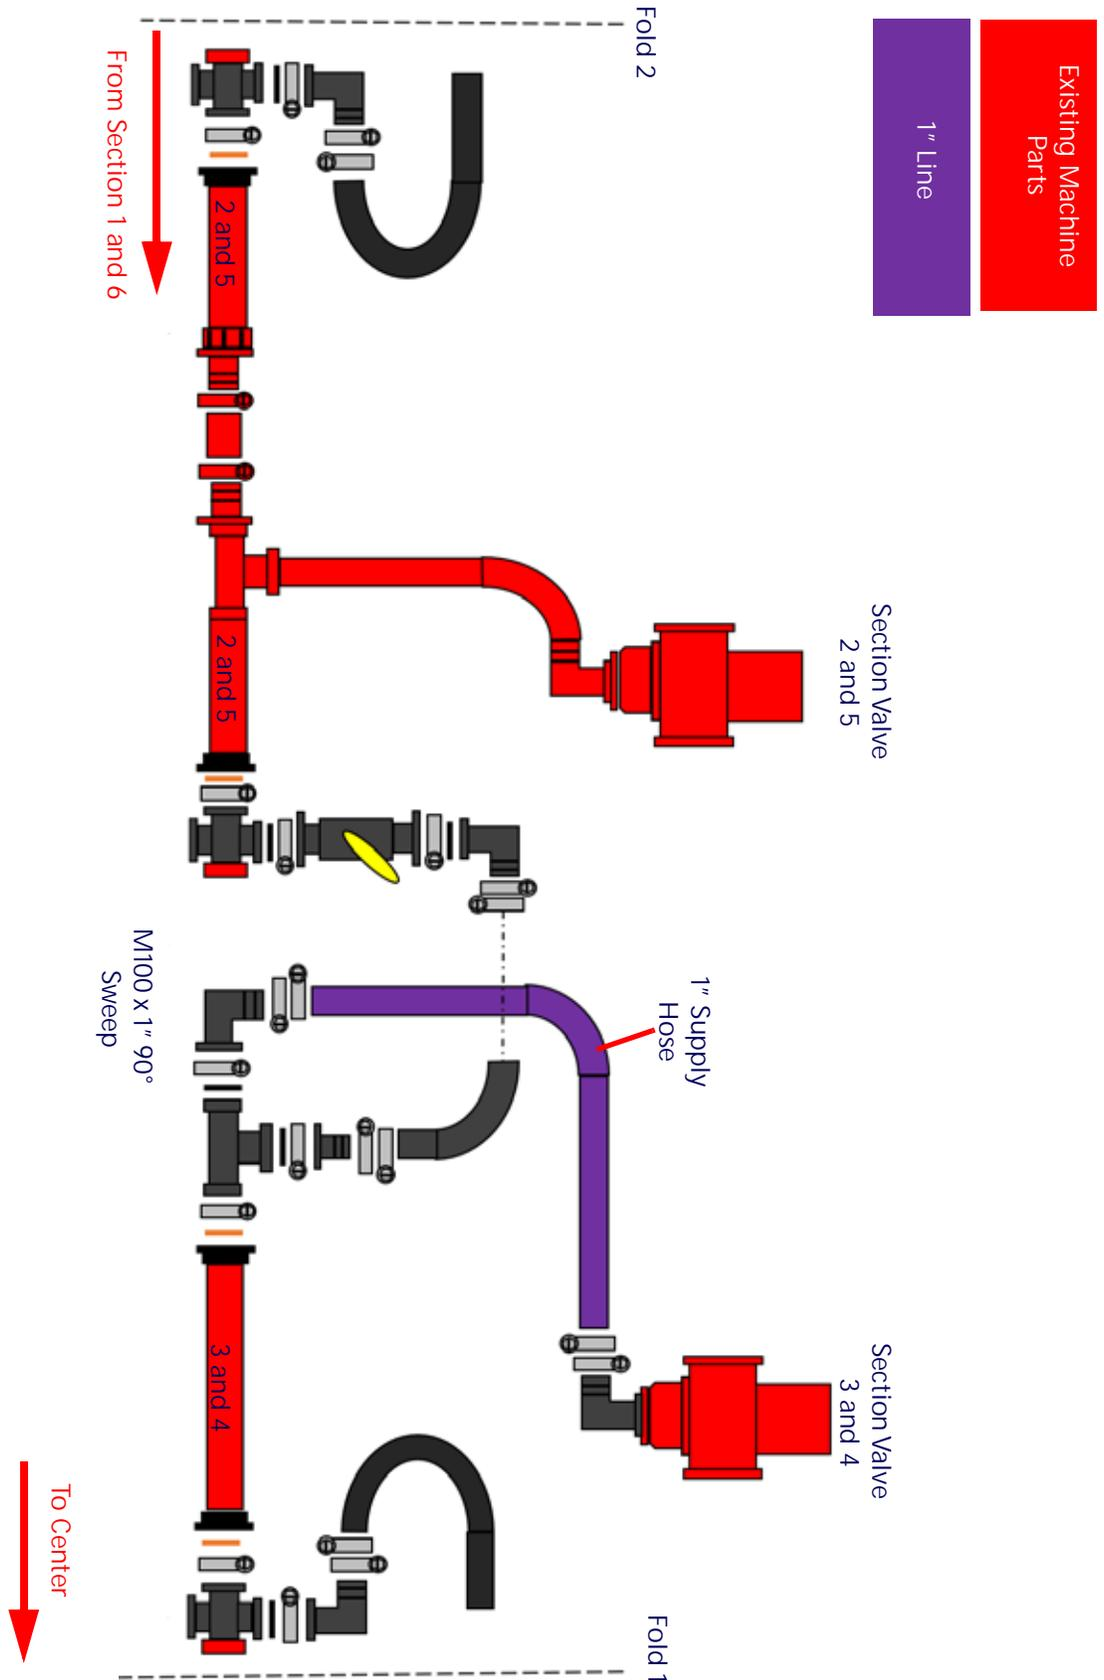 Existing Machine
Parts
1” Line
Fold 2
From Section 1 and 6
2 and 5
Section Valve
2 and 5
2 and 5
1” Supply
Hose
M100 x 1” 90°
Sweep
Section Valve
3 and 4
3 and 4
To Center
Fold 1